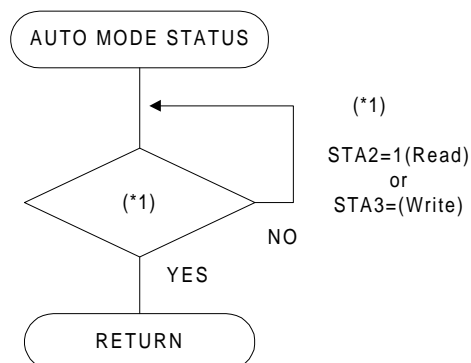 AUTO MODE STATUS
(*1)
STA2=1(Read)
or
STA3=(Write)
(*1)
NO
YES
RETURN